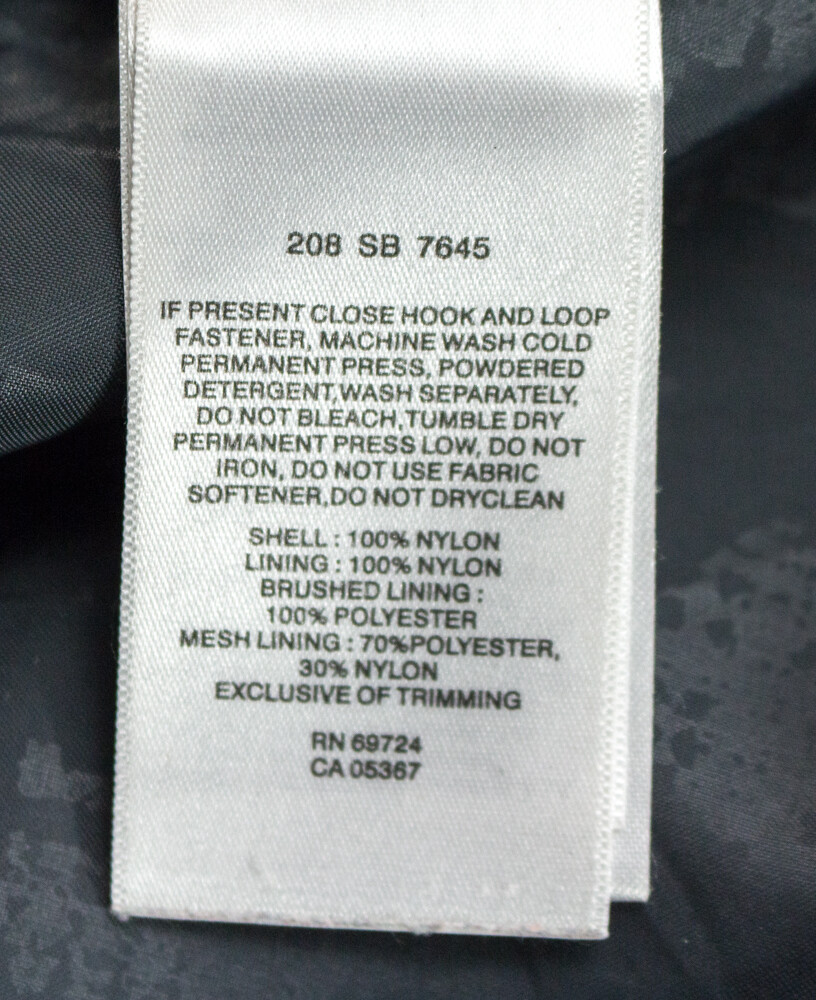 208 SB 7645
IF PRESENT CLOSE HOOK AND LOOP
FASTENER, MACHINE WASH COLD
PERMANENT PRESS, POWDERED
DETERGENT,WASH SEPARATELY,
DO NOT BLEACH,TUMBLE DRY
PERMANENT PRESS LOW, DO NOT
IRON, DO NOT USE FABRIC
SOFTENER,DO NOT DRYCLEAN
SHELL : 100% NYLON
LINING : 100% NYLON
BRUSHED LINING :
100% POLYESTER
MESH LINING : 70%POLYESTER,
30% NYLON
EXCLUSIVE OF TRIMMING
RN 69724
CA 05367